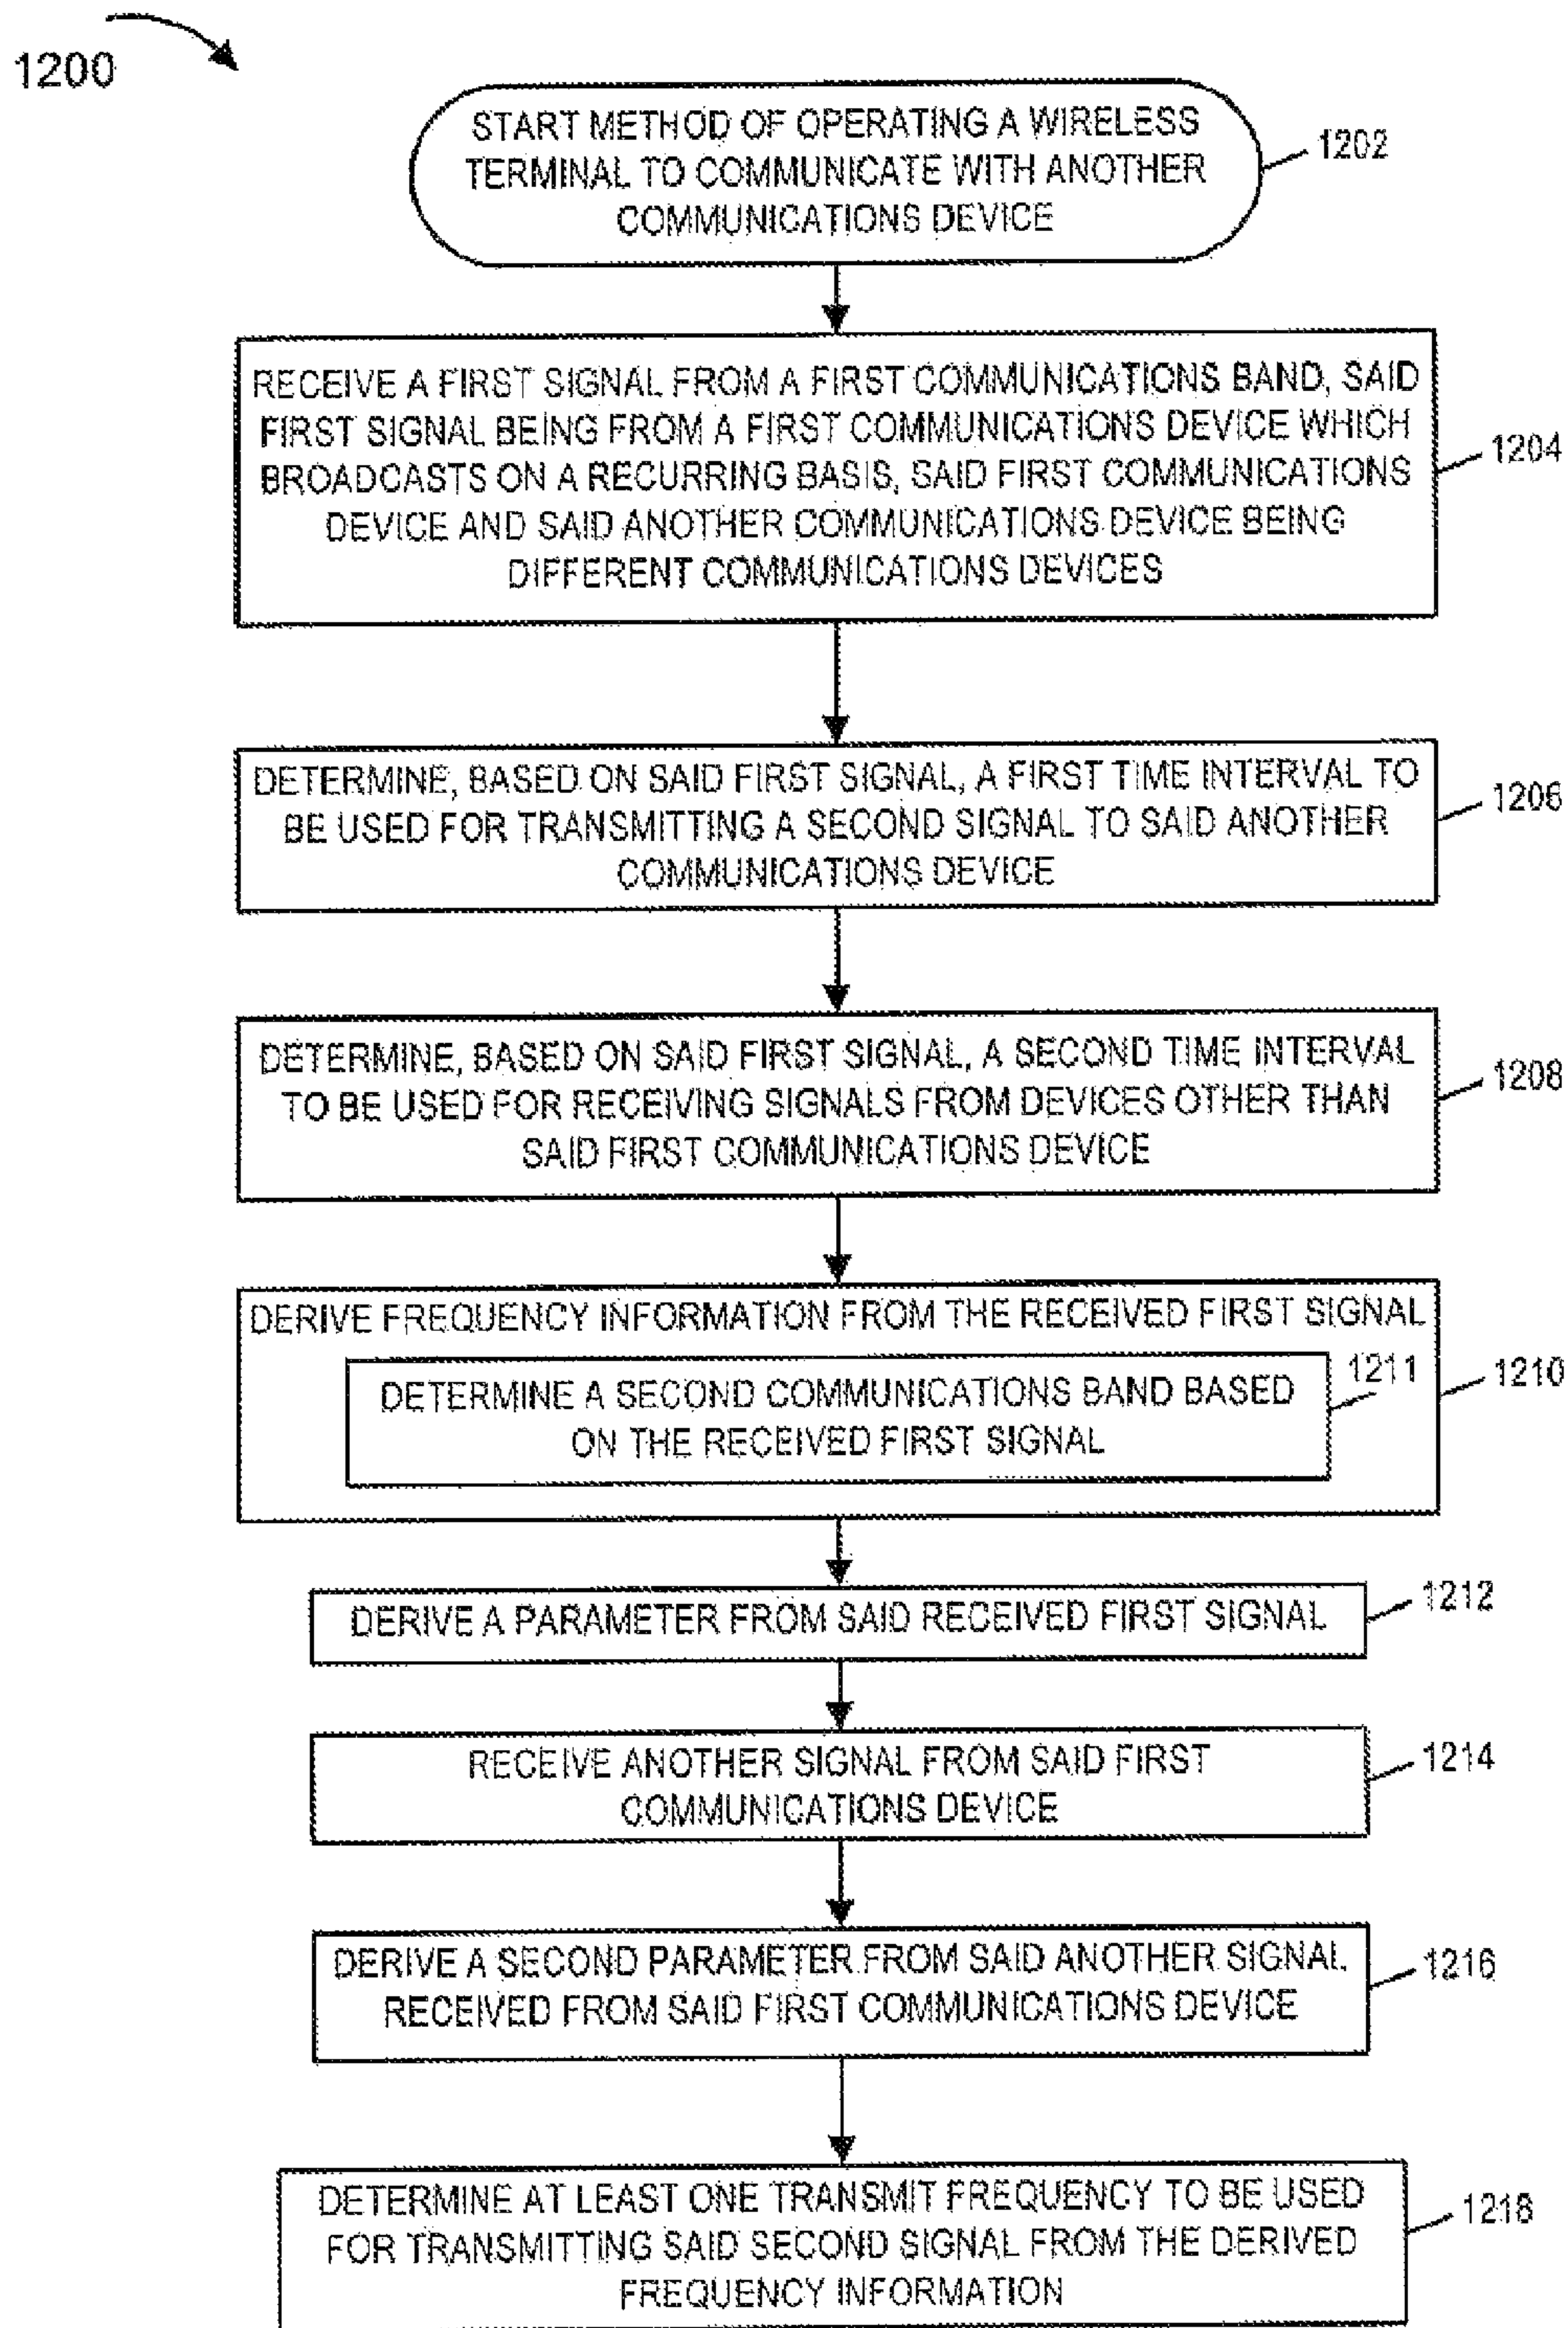 1200
START METHOD OF OPERATING A WIRELESS
TERMINAL TO COMMUNICATE WITH ANOTHER
COMMUNICATIONS DEVICE
1202
RECEIVE A FIRST SIGNAL FROM A FIRST COMMUNICATIONS BAND, SAID
FIRST SIGNAL BEING FROM A FIRST COMMUNICATIONS DEVICE WHICH
BROADCASTS ON A RECURRING BASIS, SAID FIRST COMMUNICATIONS
DEVICE AND SAID ANOTHER COMMUNICATIONS DEVICE BEING
DIFFERENT COMMUNICATIONS DEVICES
1204
DETERMINE, BASED ON SAID FIRST SIGNAL, A FIRST TIME INTERVAL TO
BE USED FOR TRANSMITTING A SECOND SIGNAL TO SAID ANOTHER
COMMUNICATIONS DEVICE
1206
DETERMINE, BASED ON SAID FIRST SIGNAL, A SECOND TIME INTERVAL
TO BE USED FOR RECEIVING SIGNALS FROM DEVICES OTHER THAN
SAID FIRST COMMUNICATIONS DEVICE
1208
DERIVE FREQUENCY INFORMATION FROM THE RECEIVED FIRST SIGNAL
1210
DETERMINE A SECOND COMMUNICATIONS BAND BASED
ON THE RECEIVED FIRST SIGNAL
1211
DERIVE A PARAMETER FROM SAID RECEIVED FIRST SIGNAL
1212
RECEIVE ANOTHER SIGNAL FROM SAID FIRST
COMMUNICATIONS DEVICE
1214
DERIVE A SECOND PARAMETER FROM SAID ANOTHER SIGNAL
RECEIVED FROM SAID FIRST COMMUNICATIONS DEVICE
1216
DETERMINE AT LEAST ONE TRANSMIT FREQUENCY TO BE USED
FOR TRANSMITTING SAID SECOND SIGNAL FROM THE DERIVED
FREQUENCY INFORMATION
1218